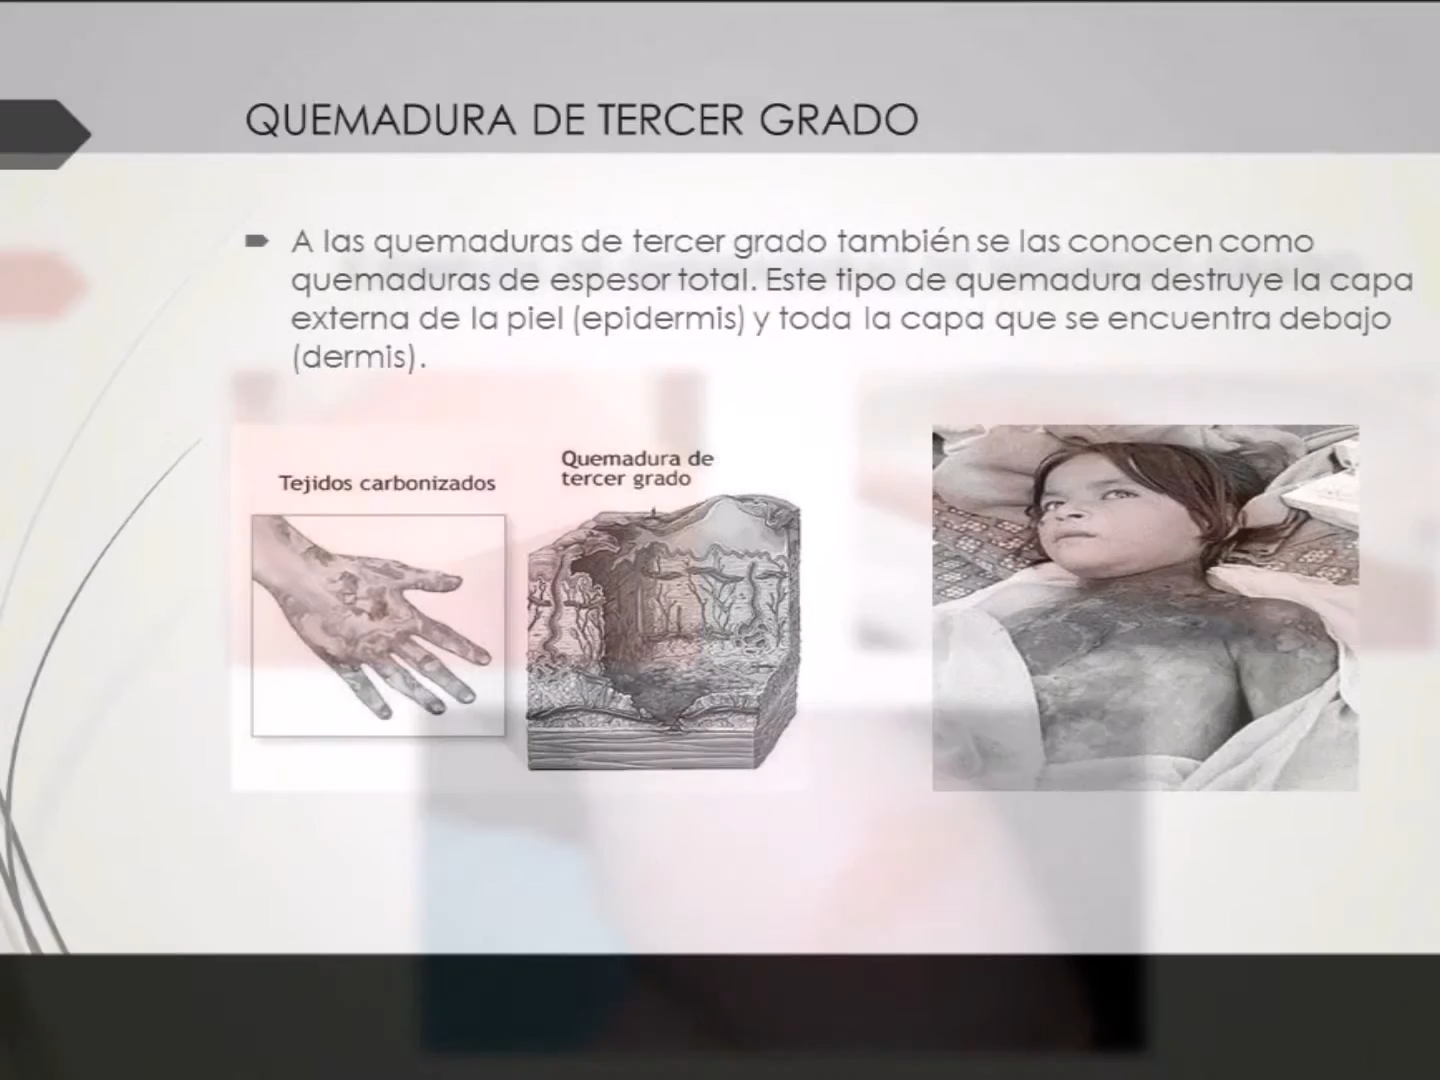 QUEMADURA DE TERCER GRADO
A las quemaduras de tercer grado también se las conocen como
quemaduras de espesor total. Este tipo de quemadura destruye la capa
externa de la piel (epidermis) y toda la capa que se encuentra debajo
(dermis).
Tejidos carbonizados
Quemadura de
tercer grado